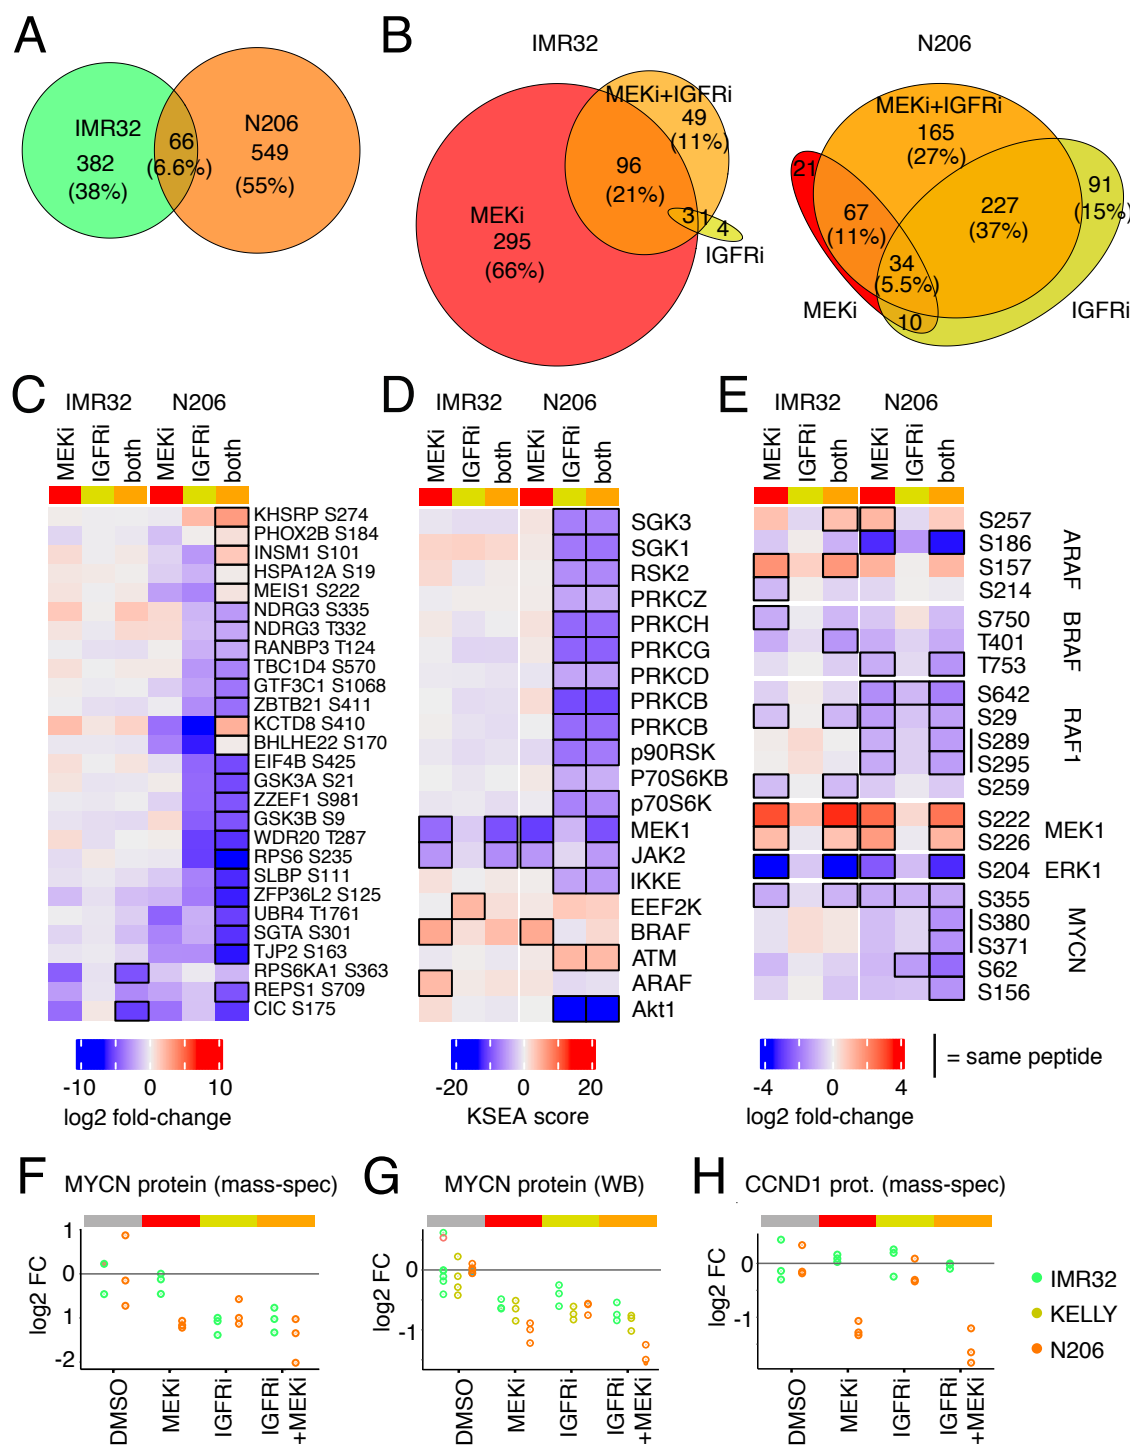 A
IMR32
382
(38%)
66
(6.6%)
N206
549
(55%)
B
IMR32
MEKi+IGFRi
49
(11%)
96
(21%)
MEKi
295
(66%)
3
1
4
IGFRi
N206
MEKi+IGFRi
165
(27%)
21
91
(15%)
67
(11%)
227
(37%)
34
(5.5%)
10
MEKi
IGFRi
C
IMR32
N206
MEKi
IGFRi
both
MEKi
IGFRi
both
KHSRP S274
PHOX2B S184
INSM1 S101
HSPA12A S19
MEIS1 S222
NDRG3 S335
NDRG3 T332
RANBP3 T124
TBC1D4 S570
GTF3C1 S1068
ZBTB21 S411
KCTD8 S410
BHLHE22 S170
EIF4B S425
GSK3A S21
ZZEF1 S981
GSK3B S9
WDR20 T287
RPS6 S235
SLBP S111
ZFP36L2 S125
UBR4 T1761
SGTA S301
TJP2 S163
RPS6KA1 S363
REPS1 S709
CIC S175
-10
0
10
log2 fold-change
D
IMR32
N206
MEKi
IGFRi
both
MEKi
IGFRi
both
SGK3
SGK1
RSK2
PRKCZ
PRKCH
PRKCG
PRKCD
PRKCB
PRKCB
p90RSK
P70S6KB
p70S6K
MEK1
JAK2
IKKE
EEF2K
BRAF
ATM
ARAF
Akt1
-20
0
20
KSEA score
E
IMR32
N206
MEKi
IGFRi
both
MEKi
IGFRi
both
S257
S186
S157
S214
ARAF
S750
T401
T753
BRAF
S642
S29
S289
S295
S259
RAF1
S222
S226
MEK1
S204
ERK1
S355
S380
S371
S62
S156
MYCN
-4
0
4
log2 fold-change
= same peptide
F
MYCN protein (mass-spec)
log2 FC
1
0
-1
-2
DMSO
MEKi
IGFRi
IGFRi
+MEKi
G
MYCN protein (WB)
log2 FC
0
-1
DMSO
MEKi
IGFRi
IGFRi
+MEKi
H
CCND1 prot. (mass-spec)
log2 FC
0
-1
DMSO
MEKi
IGFRi
IGFRi
+MEKi
IMR32
KELLY
N206